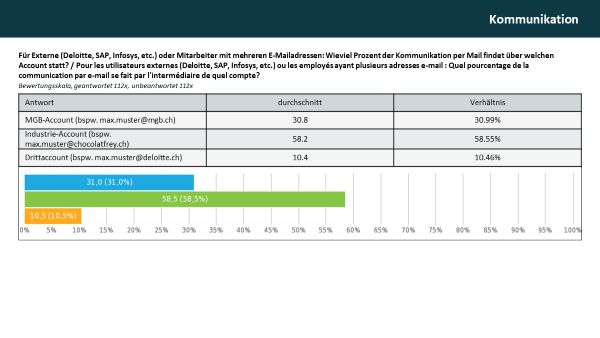 Kommunikation
Für Externe (Deloitte, SAP, Infosys, etc.) oder Mitarbeiter mit mehreren E-Mailadressen: Wieviel Prozent der Kommunikation per Mail findet über welchen
Account statt? / Pour les utilisateurs externes (Deloitte, SAP, Infosys, etc.) ou les employés ayant plusieurs adresses e-mail : Quel pourcentage de la
communication par e-mail se fait par l'intermédiaire de quel compte?
Bewertungsskala, geantwortet 112x, unbeantwortet 112x
Antwort durchschnitt Verhältnis
MGB-Account (bspw. max.muster@mgb.ch) 30.8 30.99%
Industrie-Account (bspw.
max.muster@chocolatfrey.ch) 58.2 58.55%
Drittaccount (bspw. max.muster@deloitte.ch) 10.4 10.46%
31,0 (31,0%)
58,5 (58,5%)
10,5 (10,5%)
0% 5% 10% 15% 20% 25% 30% 35% 40% 45% 50% 55% 60% 65% 70% 75% 80% 85% 90% 95% 100%